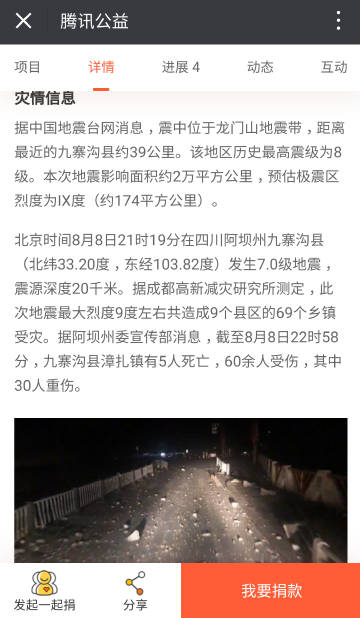 腾讯公益
项目 详情 进展 4 动态 互动
灾情信息
据中国地震台网消息，震中位于龙门山地震带，距离
最近的九寨沟县约39公里。该地区历史最高震级为8
级。本次地震影响面积约2万平方公里，预估极震区
烈度为IX度（约174平方公里）。
北京时间8月8日21时19分在四川阿坝州九寨沟县
（北纬33.20度，东经103.82度）发生7.0级地震，
震源深度20千米。据成都高新减灾研究所测定，此
次地震最大烈度9度左右共造成9个县区的69个乡镇
受灾。据阿坝州委宣传部消息，截至8月8日22时58
分，九寨沟县漳扎镇有5人死亡，60余人受伤，其中
30人重伤。
发起一起捐 分享 我要捐款